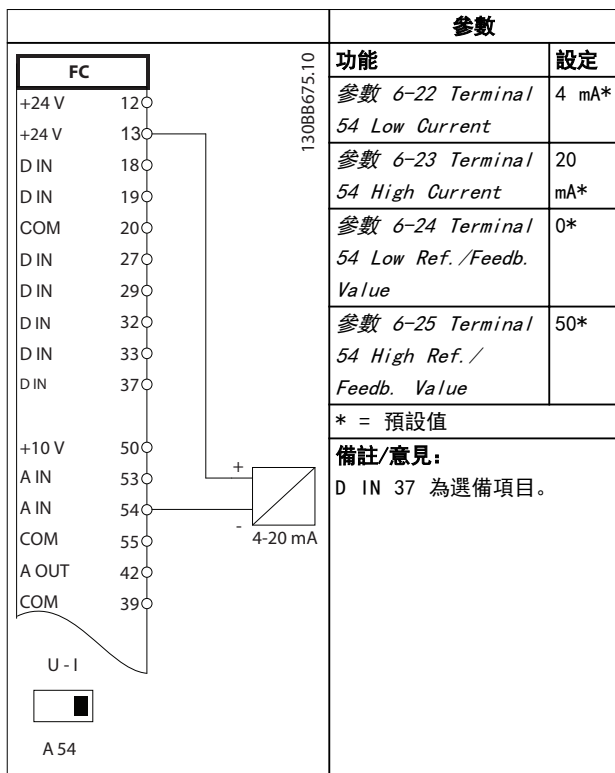 FC
130BB675.10
+24 V 12
+24 V 13
D IN 18
D IN 19
COM 20
D IN 27
D IN 29
D IN 32
D IN 33
D IN 37
+10 V 50
A IN 53
A IN 54
COM 55
A OUT 42
COM 39
+
-
4-20 mA
U - I
A 54
參數
功能 設定
參數 6-22 Terminal 4 mA*
54 Low Current
參數 6-23 Terminal 20
54 High Current mA*
參數 6-24 Terminal 0*
54 Low Ref./Feedb.
Value
參數 6-25 Terminal 50*
54 High Ref./
Feedb. Value
* = 預設值
備註/意見：
D IN 37 為選備項目。